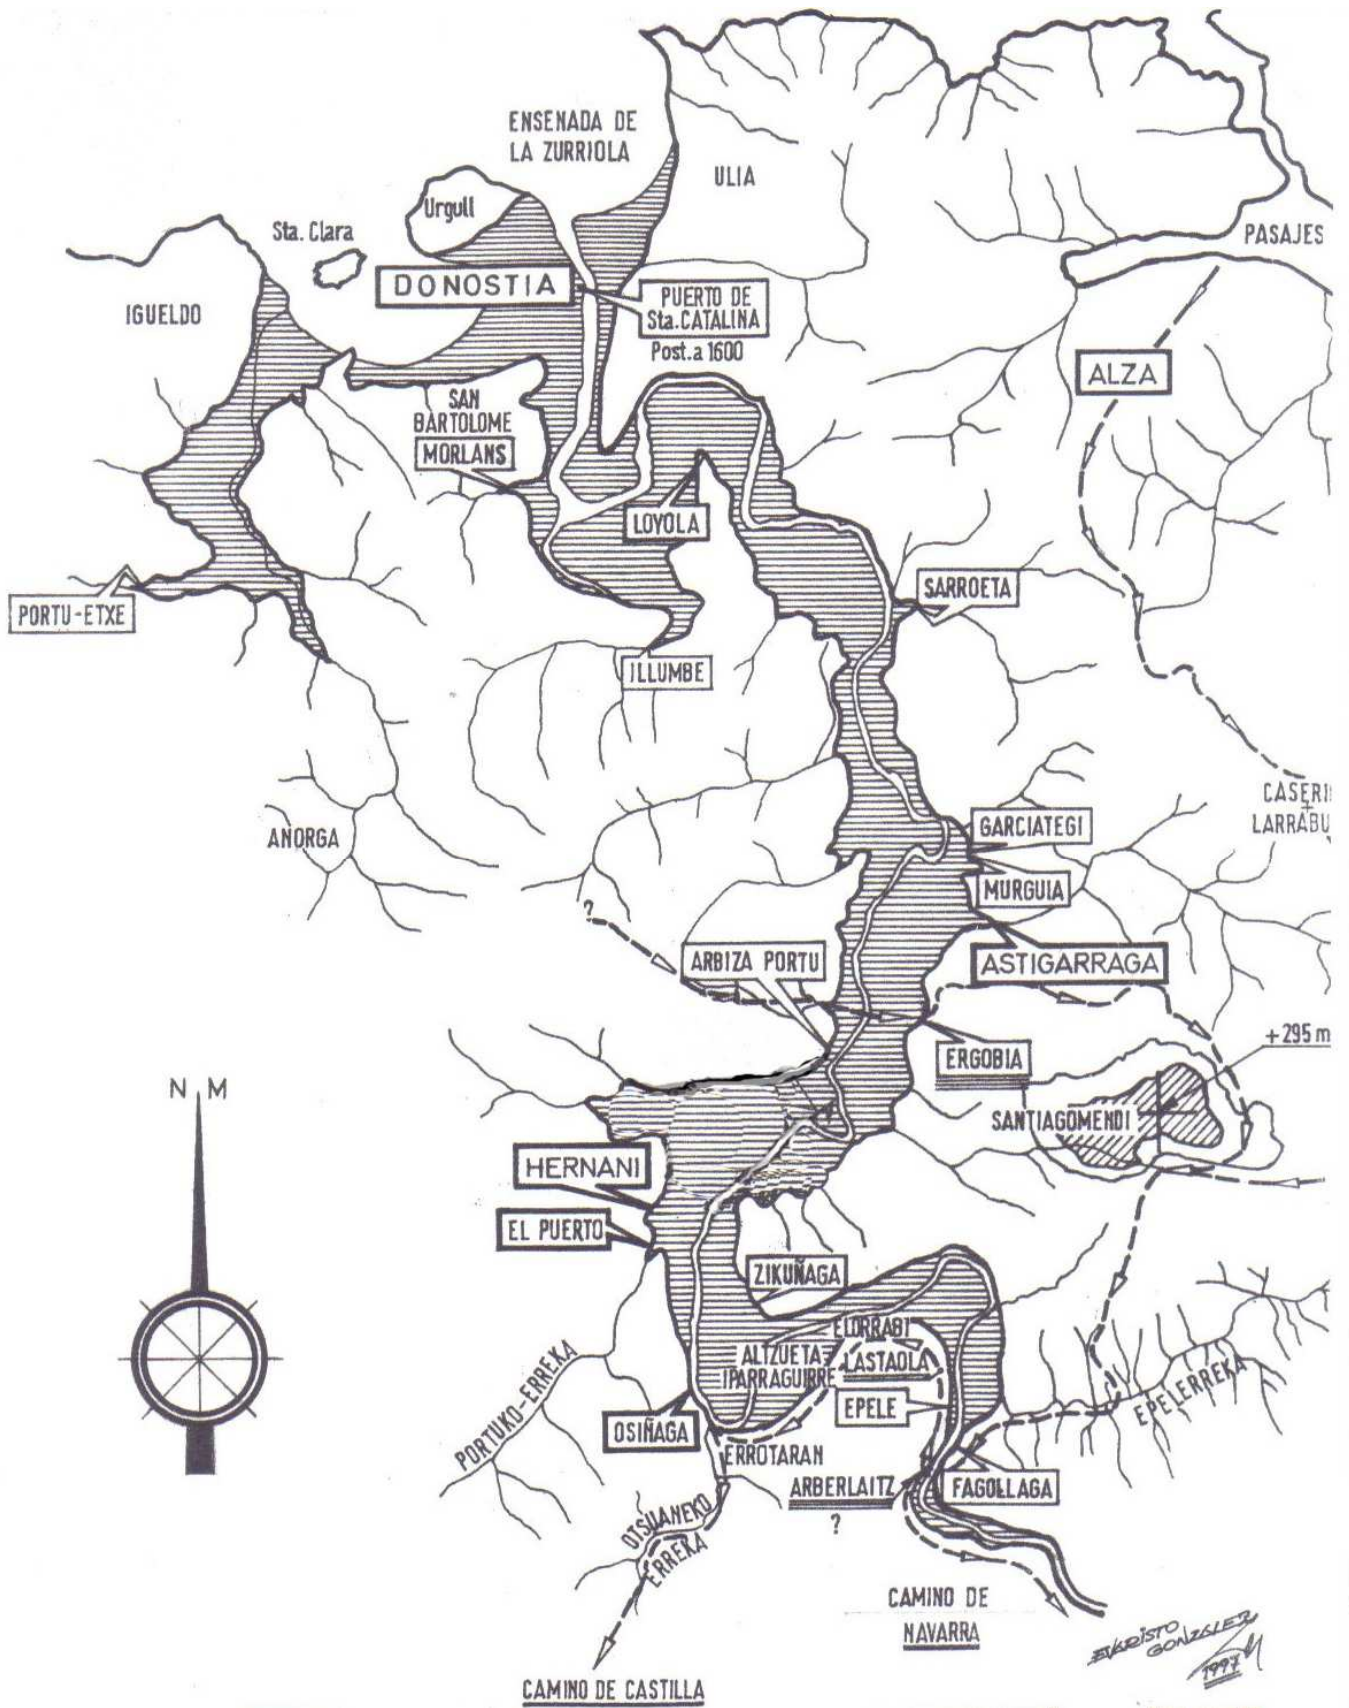 ENSENADA DE
LA ZURRIOLA
ULIA
Urgull
Sta. Clara
PASAJES
DONOSTIA
IGUELDO
PUERTO DE
Sta.CATALINA
Post.a 1600
ALZA
SAN
BARTOLOME
MORLANS
LOYOLA
SARROETA
PORTU-ETXE
ILLUMBE
CASERI
LARRABU
GARCIATEGI
AÑORGA
MURGUIA
?
ARBIZA PORTU
ASTIGARRAGA
+295 m
ERGOBIA
N M
SANTIAGOMENDI
HERNANI
EL PUERTO
ZIKUÑAGA
ELORRABI
ALTZUETA-
IPARRAGUIRRE
LASTAOLA
EPELE
EPELERREKA
PORTUKO-ERREKA
OSIÑAGA
ERROTARAN
ARBERLAITZ
?
FAGOLLAGA
OTSUANEKO
ERREKA
CAMINO DE
NAVARRA
EVARISTO
GONZALEZ
1997
CAMINO DE CASTILLA